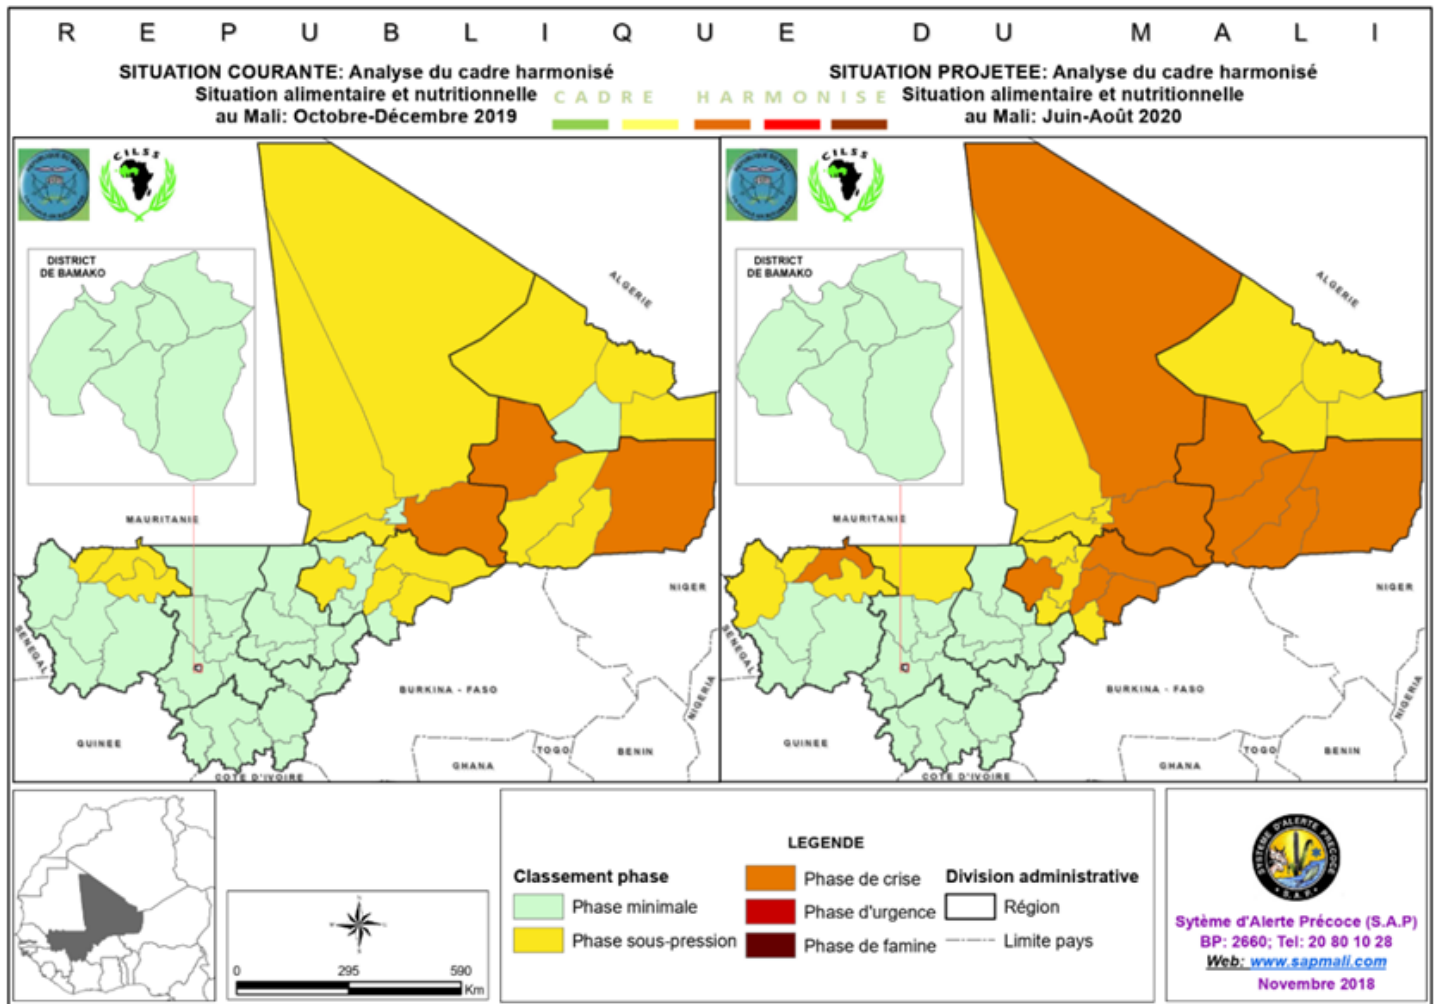 R E P U B L I Q U E D U M A L I
SITUATION COURANTE: Analyse du cadre harmonisé
Situation alimentaire et nutritionnelle
au Mali: Octobre-Décembre 2019
CADRE HARMONISE
SITUATION PROJETEE: Analyse du cadre harmonisé
Situation alimentaire et nutritionnelle
au Mali: Juin-Août 2020
CILSS
DISTRICT
DE BAMAKO
ALGERIE
MAURITANIE
NIGER
SENEGAL
BURKINA - FASO
NIGERIA
GUINEE
TOGO
BENIN
GHANA
COTE D'IVOIRE
CILSS
DISTRICT
DE BAMAKO
ALGERIE
MAURITANIE
NIGER
SENEGAL
BURKINA - FASO
NIGERIA
GUINEE
TOGO
BENIN
GHANA
COTE D'IVOIRE
0 295 590
Km
LEGENDE
Classement phase
Phase minimale
Phase sous-pression
Phase de crise
Phase d'urgence
Phase de famine
Division administrative
Région
Limite pays
SYSTEME D'ALERTE PRECOCE
S.A.P
Sytème d'Alerte Précoce (S.A.P)
BP: 2660; Tel: 20 80 10 28
Web: www.sapmali.com
Novembre 2018